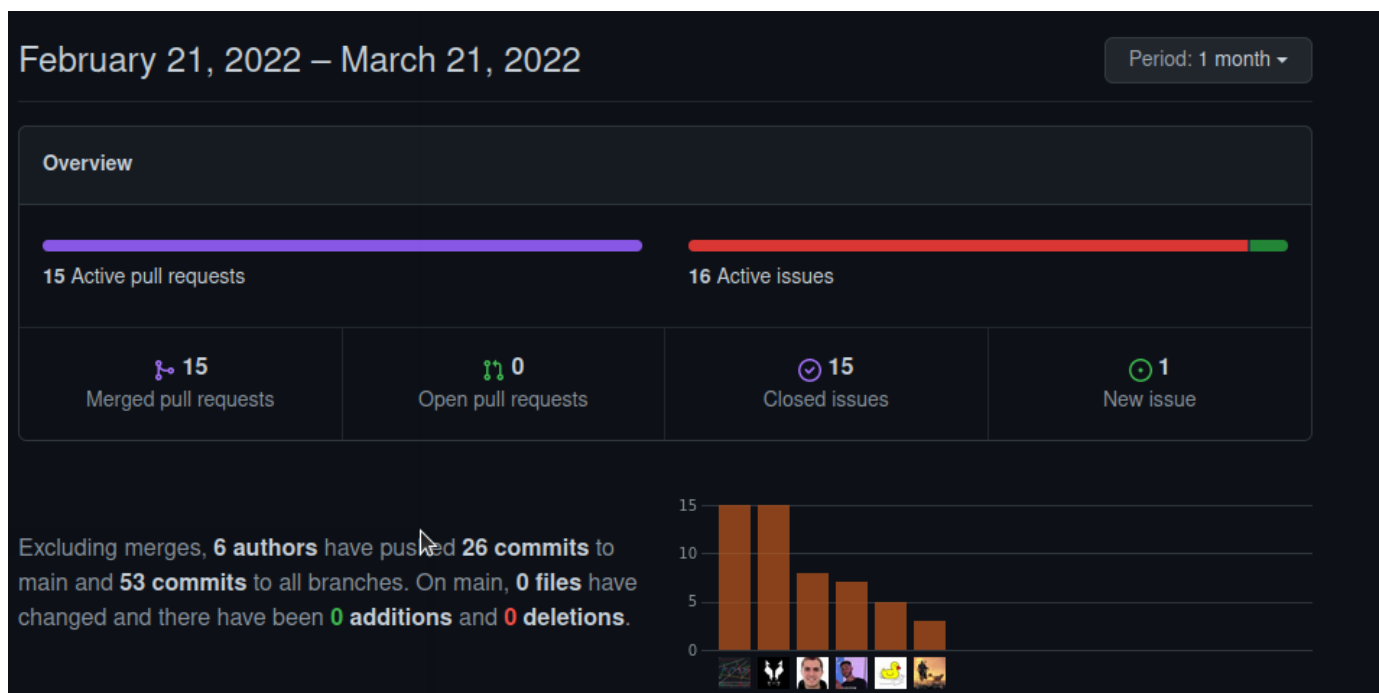 February 21, 2022 – March 21, 2022
Period: 1 month
Overview
15 Active pull requests
16 Active issues
15
Merged pull requests
0
Open pull requests
15
Closed issues
1
New issue
Excluding merges, 6 authors have pushed 26 commits to
main and 53 commits to all branches. On main, 0 files have
changed and there have been 0 additions and 0 deletions.
15
10
5
0